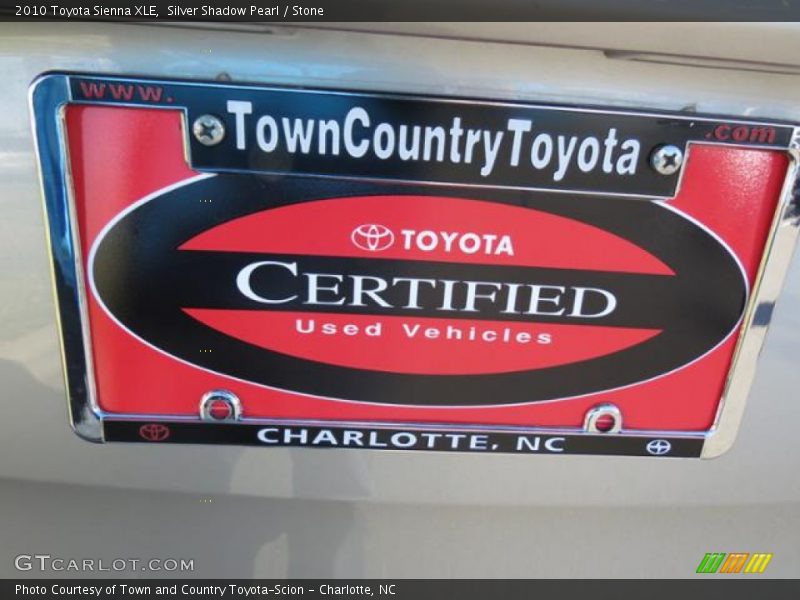 2010 Toyota Sienna XLE,  Silver Shadow Pearl / Stone
www. TownCountryToyota .com
TOYOTA
CERTIFIED
Used Vehicles
CHARLOTTE, NC
GTCARLOT.COM
Photo Courtesy of Town and Country Toyota-Scion - Charlotte, NC